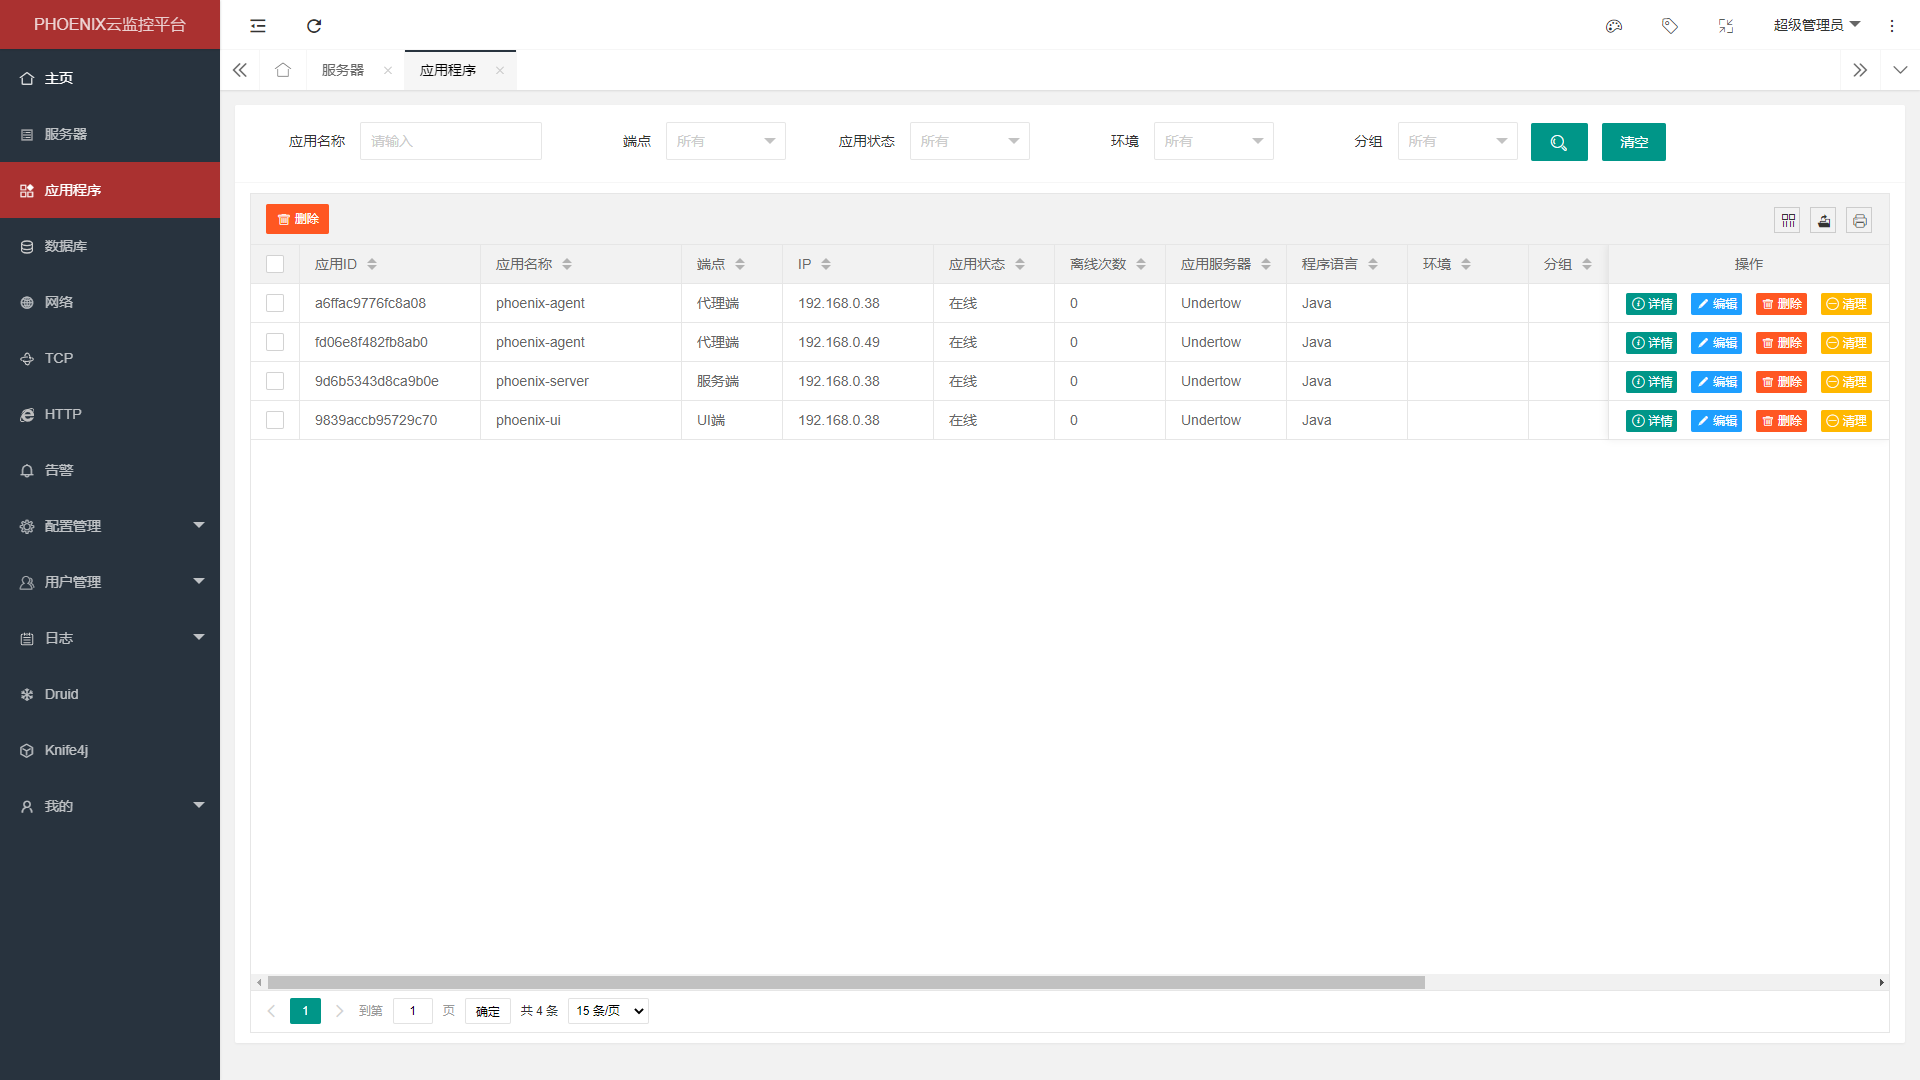 PHOENIX云监控平台
主页
服务器
应用程序
数据库
网络
TCP
HTTP
告警
配置管理
用户管理
日志
Druid
Knife4j
我的
超级管理员
服务器
应用程序
应用名称 请输入 端点 所有 应用状态 所有 环境 所有 分组 所有 清空
删除
应用ID 应用名称 端点 IP 应用状态 离线次数 应用服务器 程序语言 环境 分组 操作
a6ffac9776fc8a08 phoenix-agent 代理端 192.168.0.38 在线 0 Undertow Java 详情 编辑 删除 清理
fd06e8f482fb8ab0 phoenix-agent 代理端 192.168.0.49 在线 0 Undertow Java 详情 编辑 删除 清理
9d6b5343d8ca9b0e phoenix-server 服务端 192.168.0.38 在线 0 Undertow Java 详情 编辑 删除 清理
9839accb95729c70 phoenix-ui UI端 192.168.0.38 在线 0 Undertow Java 详情 编辑 删除 清理
1 到第 1 页 确定 共 4 条 15 条/页